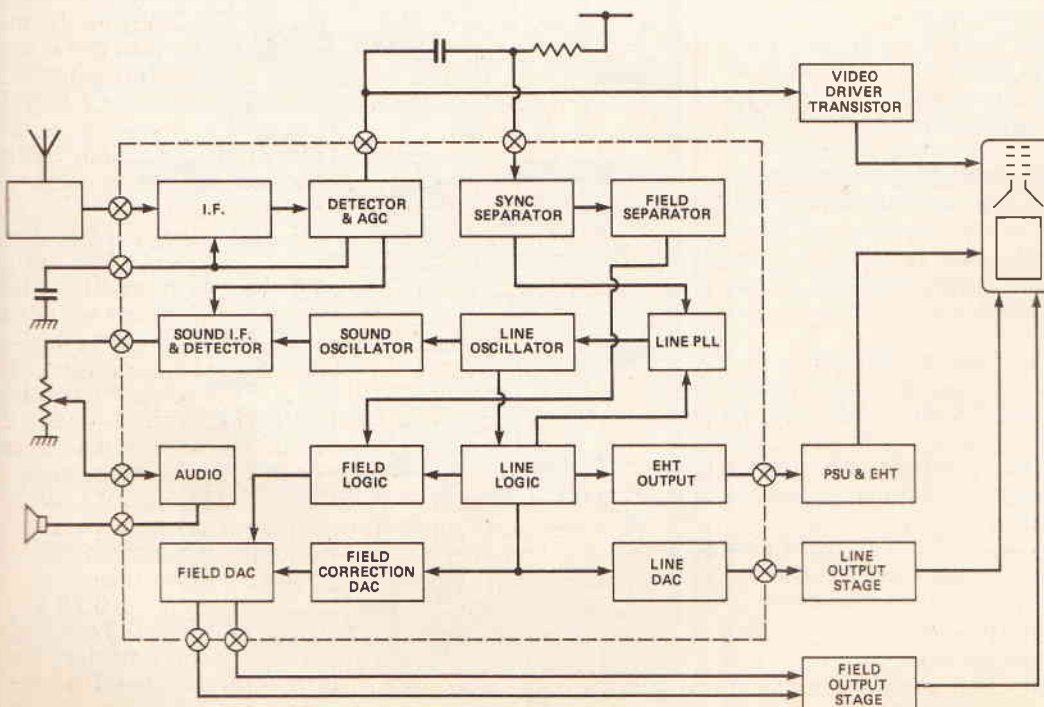 VIDEO
DRIVER
TRANSISTOR
I.F.
DETECTOR
& AGC
SYNC
SEPARATOR
FIELD
SEPARATOR
SOUND I.F.
& DETECTOR
SOUND
OSCILLATOR
LINE
OSCILLATOR
LINE PLL
AUDIO
FIELD
LOGIC
LINE
LOGIC
EHT
OUTPUT
PSU & EHT
FIELD DAC
FIELD
CORRECTION
DAC
LINE
DAC
LINE
OUTPUT
STAGE
FIELD
OUTPUT
STAGE